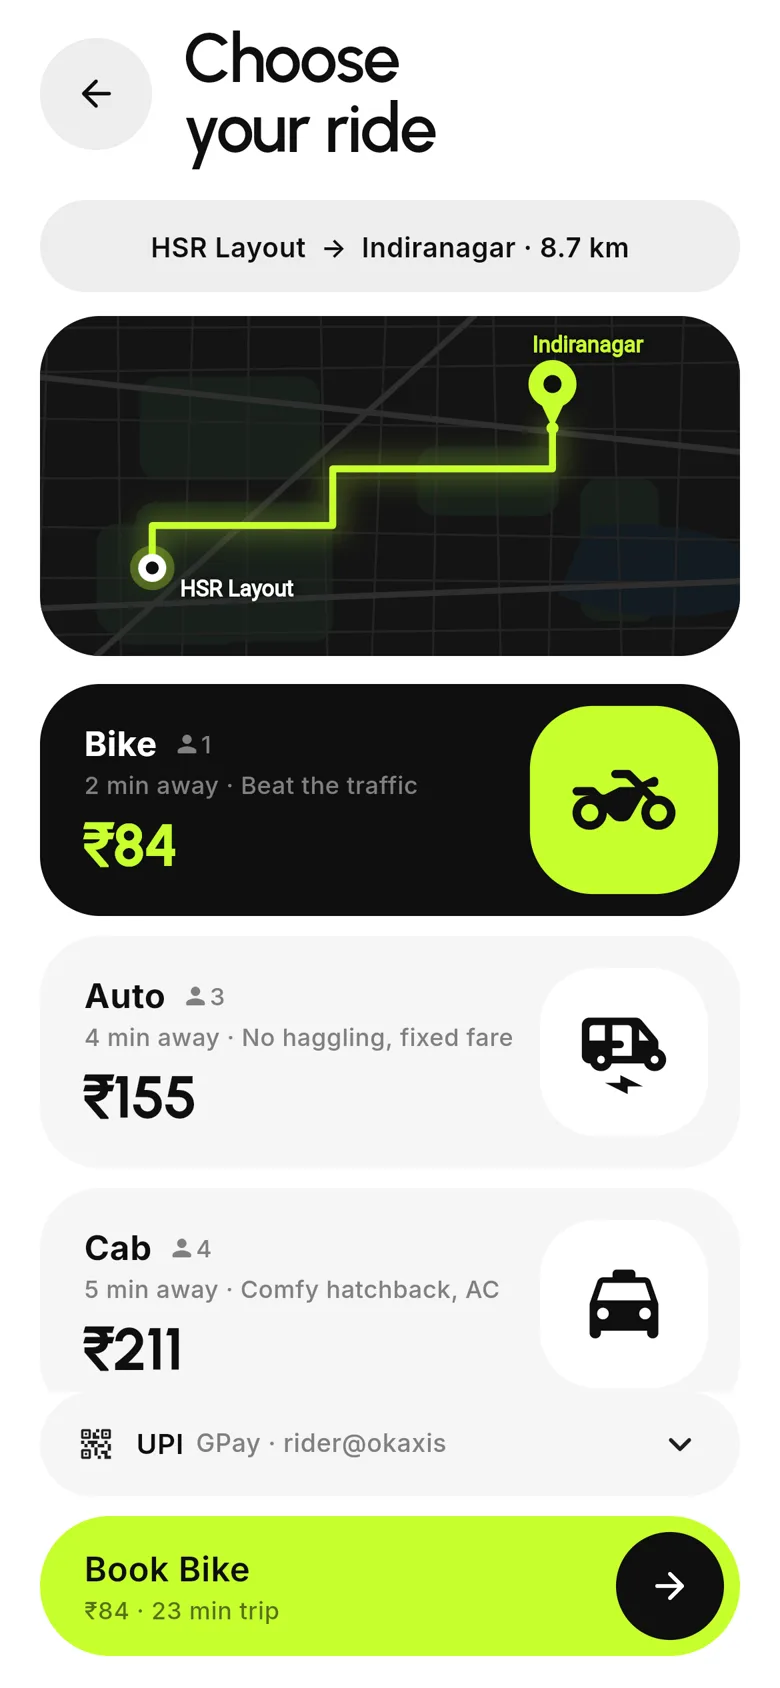 Choose
your ride
HSR Layout → Indiranagar · 8.7 km
Indiranagar
HSR Layout
Bike 1
2 min away · Beat the traffic
₹84
Auto 3
4 min away · No haggling, fixed fare
₹155
Cab 4
5 min away · Comfy hatchback, AC
₹211
UPI GPay · rider@okaxis
Book Bike
₹84 · 23 min trip